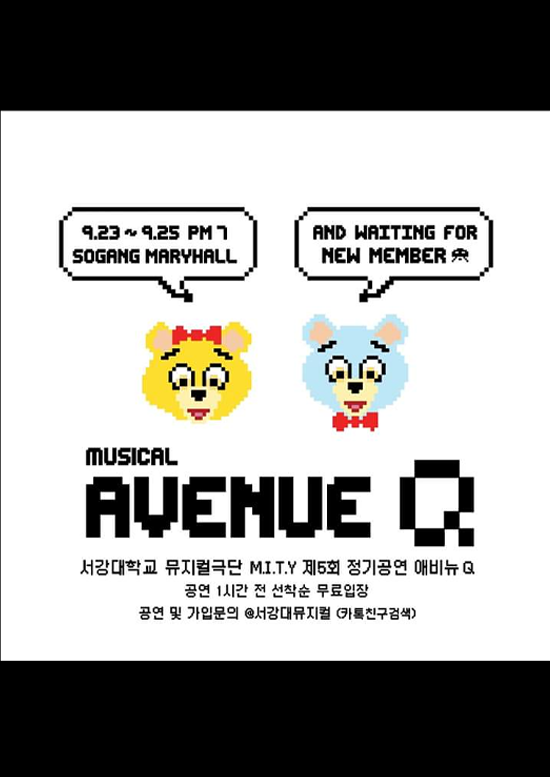 9.23 ~ 9.25 PM 7
SOGANG MARYHALL
AND WAITING FOR
NEW MEMBER
MUSICAL
AVENUE Q
서강대학교 뮤지컬극단 M.I.T.Y 제5회 정기공연 애비뉴 Q
공연 1시간 전 선착순 무료입장
공연 및 가입문의 @서강대뮤지컬 (카톡친구검색)